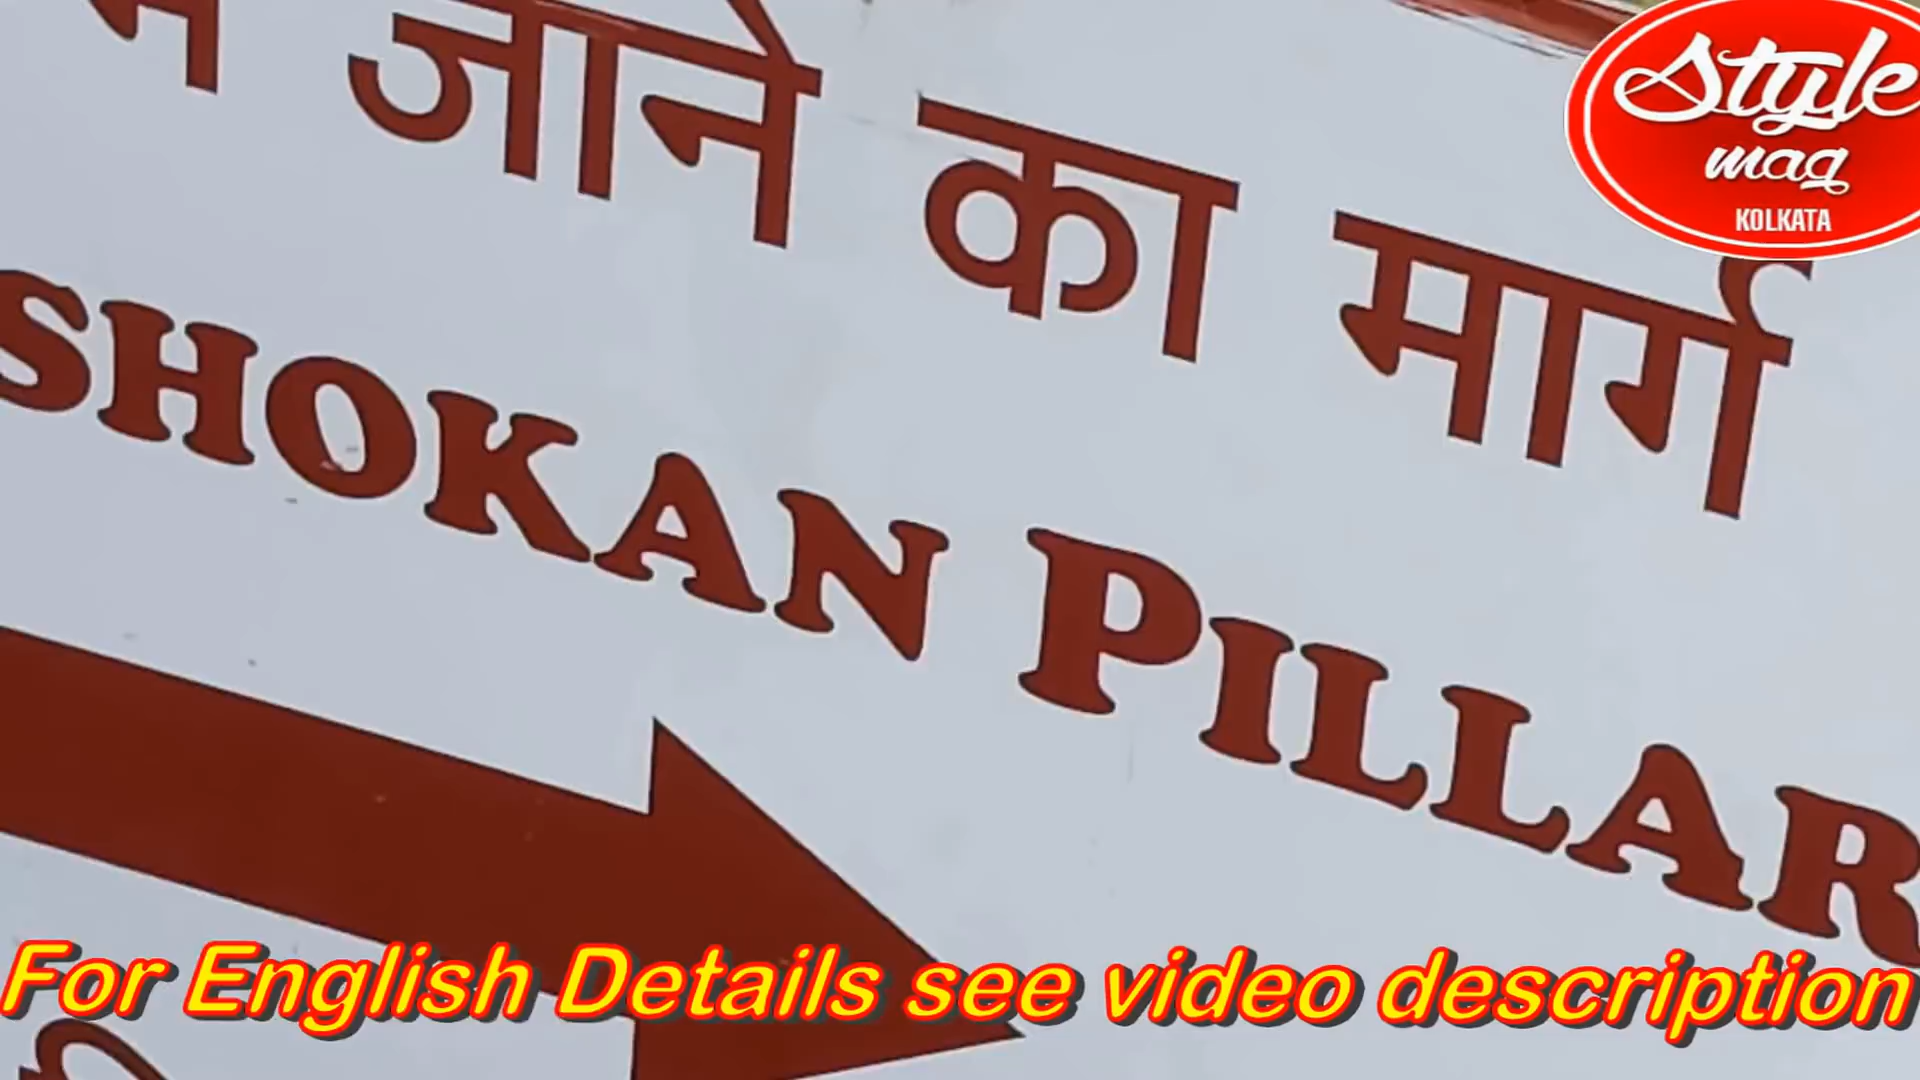 जाने का मार्ग
SHOKAN PILLAR
Style
mag
KOLKATA
For English Details see video description